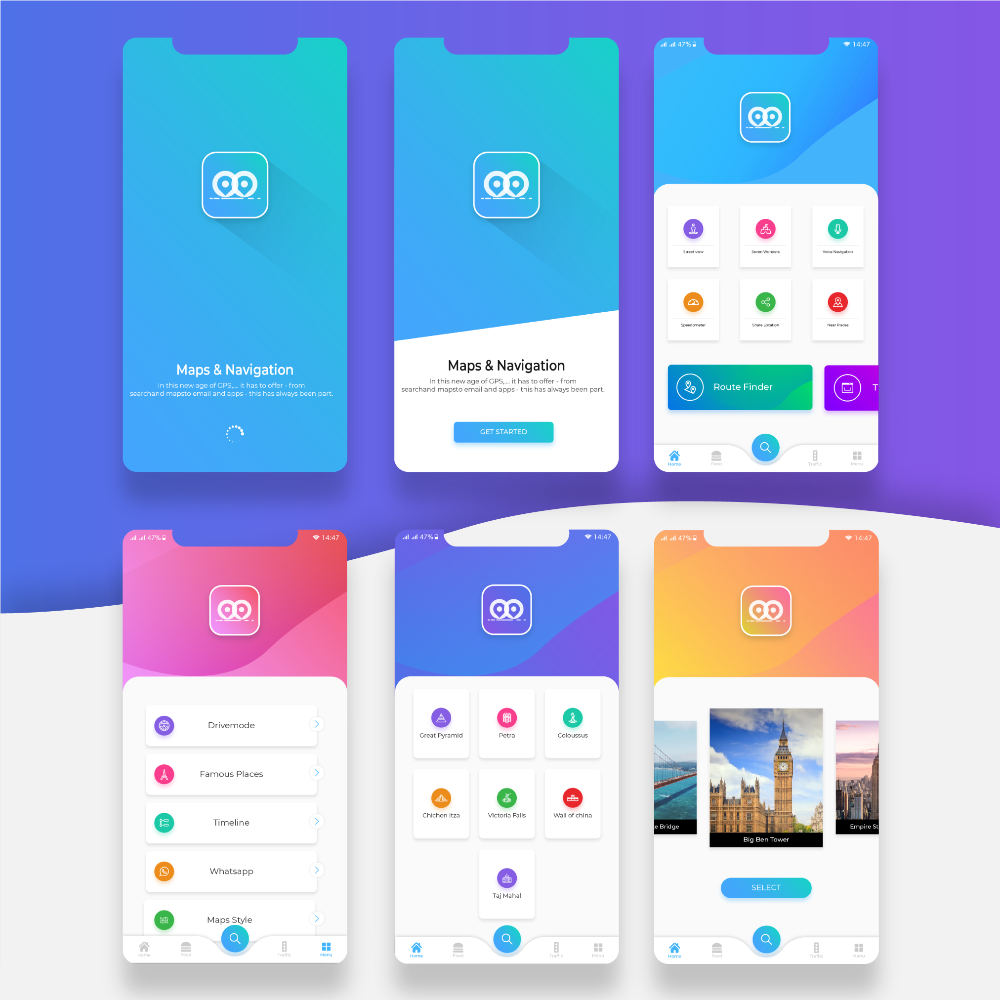 Maps & Navigation
In this new age of GPS,.... it has to offer - from
searchand mapsto email and apps - this has always been part.
Maps & Navigation
In this new age of GPS,.... it has to offer - from
searchand mapsto email and apps - this has always been part.
GET STARTED
47% 14:47
Street view
Seven Wonders
Voice Navigation
Speedometer
Share Location
Near Places
Route Finder
T
Home
Food
Traffic
Menu
47% 14:47
Drivemode
Famous Places
Timeline
Whatsapp
Maps Style
Home
Food
Traffic
Menu
47% 14:47
Great Pyramid
Petra
Coloussus
Chichen Itza
Victoria Falls
Wall of china
Taj Mahal
Home
Food
Traffic
Menu
47% 14:47
e Bridge
Big Ben Tower
Empire St
SELECT
Home
Food
Traffic
Menu